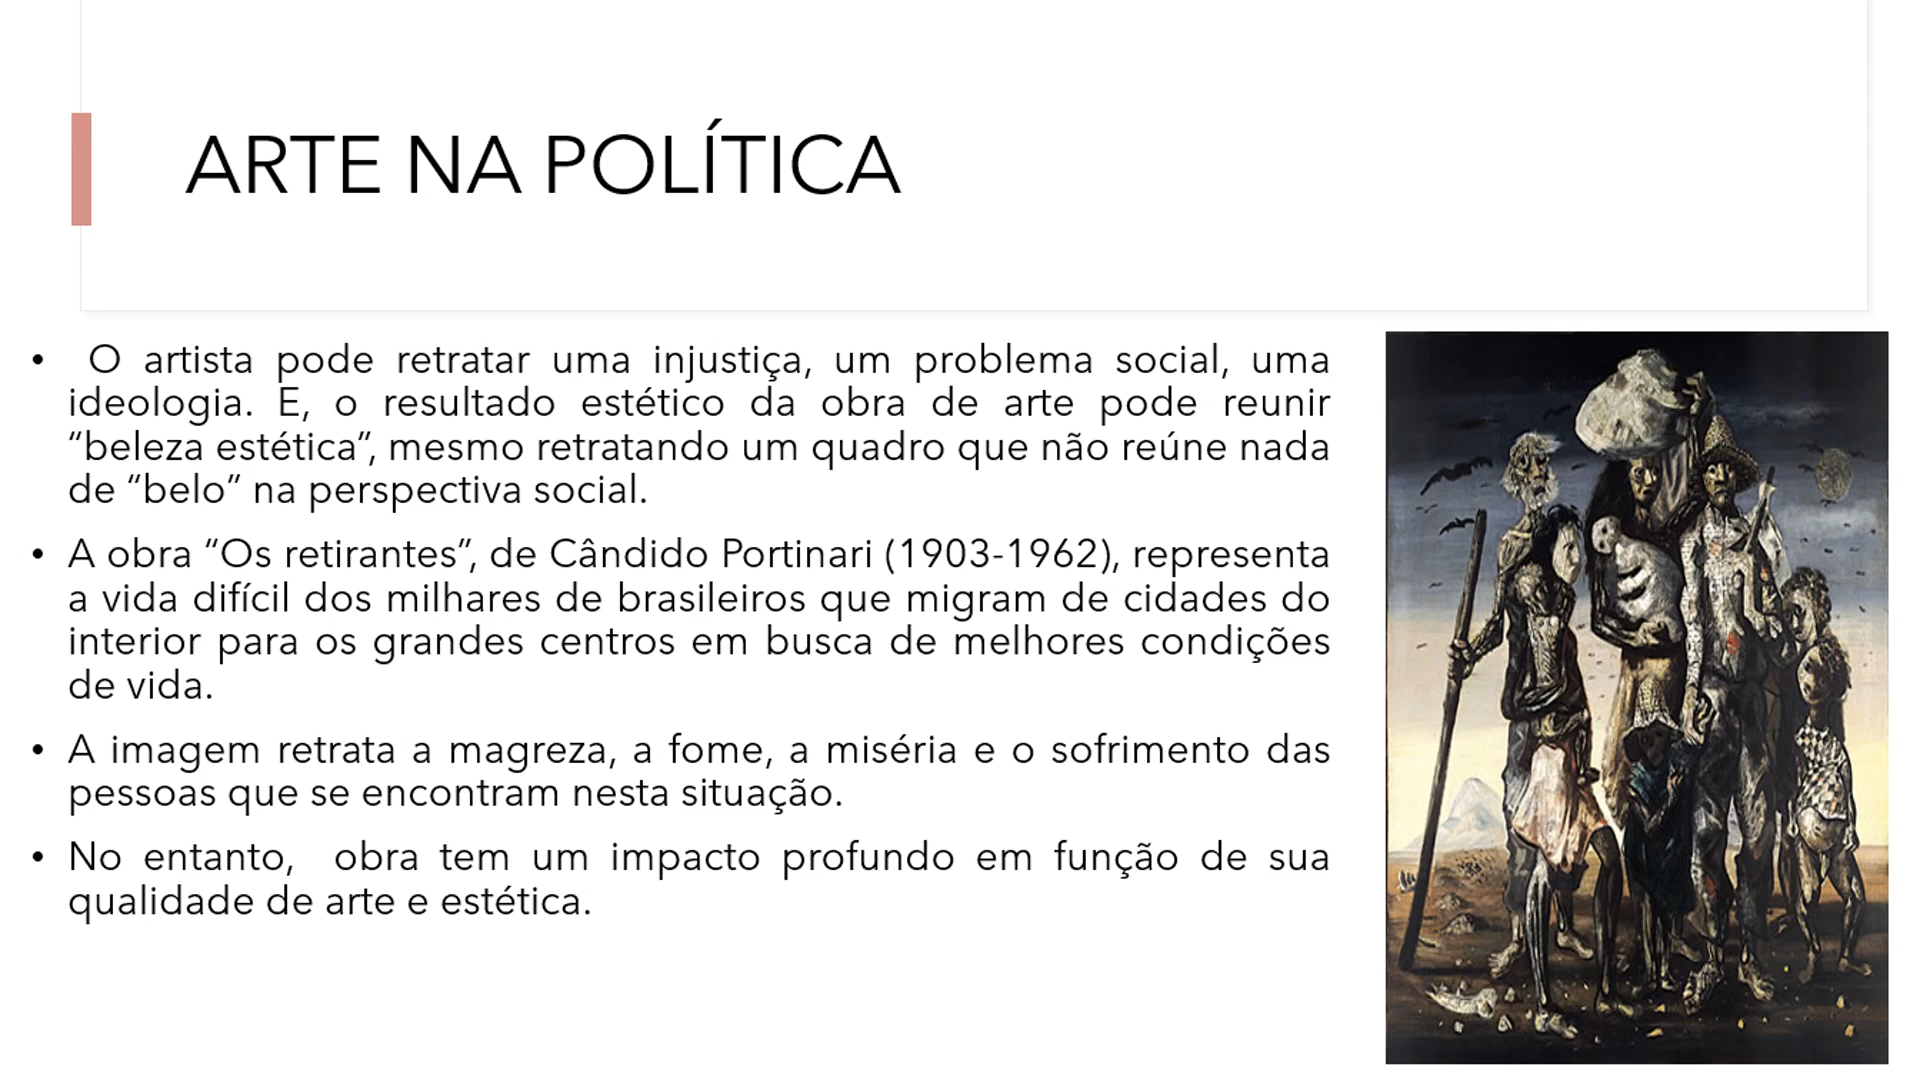 ARTE NA POLÍTICA
• O artista pode retratar uma injustiça, um problema social, uma
ideologia. E, o resultado estético da obra de arte pode reunir
“beleza estética”, mesmo retratando um quadro que não reúne nada
de “belo” na perspectiva social.
• A obra “Os retirantes”, de Cândido Portinari (1903-1962), representa
a vida difícil dos milhares de brasileiros que migram de cidades do
interior para os grandes centros em busca de melhores condições
de vida.
• A imagem retrata a magreza, a fome, a miséria e o sofrimento das
pessoas que se encontram nesta situação.
• No entanto, obra tem um impacto profundo em função de sua
qualidade de arte e estética.